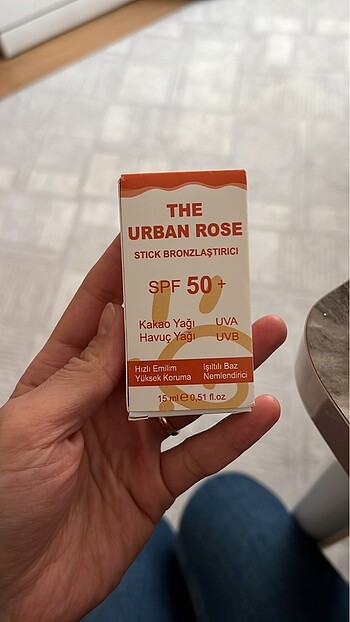 THE
URBAN ROSE
STICK BRONZLAŞTIRICI
SPF 50 +
Kakao Yağı UVA
Havuç Yağı UVB
Hızlı Emilim Işıltılı Baz
Yüksek Koruma Nemlendirici
15 ml ℮ 0,51 fl.oz